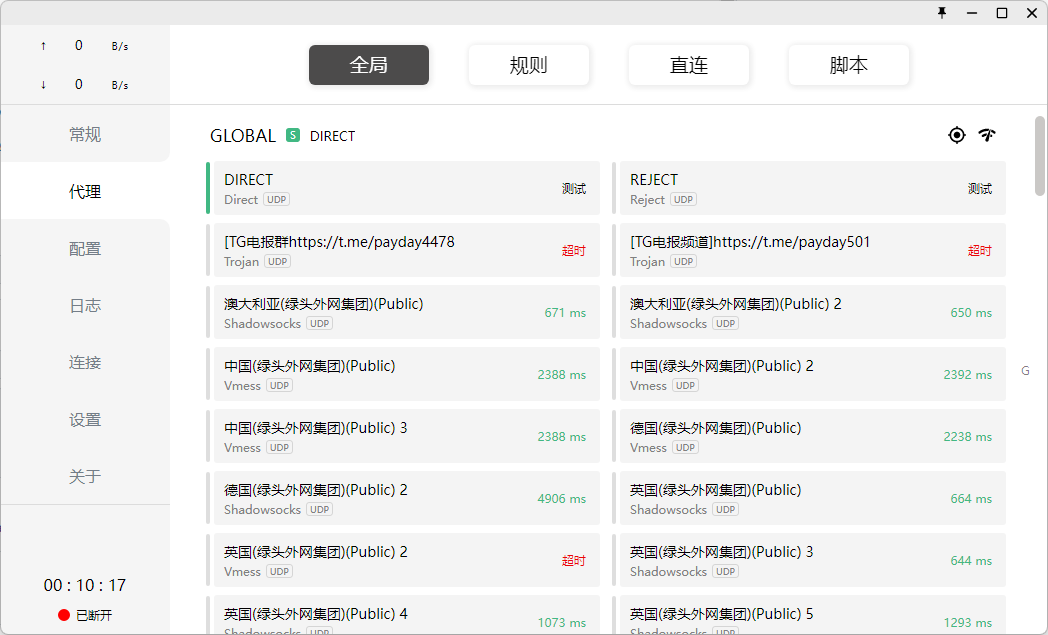 ↑ 0 B/s
↓ 0 B/s
全局 规则 直连 脚本
常规
代理
配置
日志
连接
设置
关于
00 : 10 : 17
已断开
GLOBAL S DIRECT
DIRECT
Direct UDP
测试
REJECT
Reject UDP
测试
[TG电报群]https://t.me/payday4478
Trojan UDP
超时
[TG电报频道]https://t.me/payday501
Trojan UDP
超时
澳大利亚(绿头外网集团)(Public)
Shadowsocks UDP
671 ms
澳大利亚(绿头外网集团)(Public) 2
Shadowsocks UDP
650 ms
中国(绿头外网集团)(Public)
Vmess UDP
2388 ms
中国(绿头外网集团)(Public) 2
Vmess UDP
2392 ms
中国(绿头外网集团)(Public) 3
Vmess UDP
2388 ms
德国(绿头外网集团)(Public)
Vmess UDP
2238 ms
德国(绿头外网集团)(Public) 2
Shadowsocks UDP
4906 ms
英国(绿头外网集团)(Public)
Shadowsocks UDP
664 ms
英国(绿头外网集团)(Public) 2
Vmess UDP
超时
英国(绿头外网集团)(Public) 3
Shadowsocks UDP
644 ms
英国(绿头外网集团)(Public) 4
Shadowsocks UDP
1073 ms
英国(绿头外网集团)(Public) 5
Shadowsocks UDP
1293 ms
G